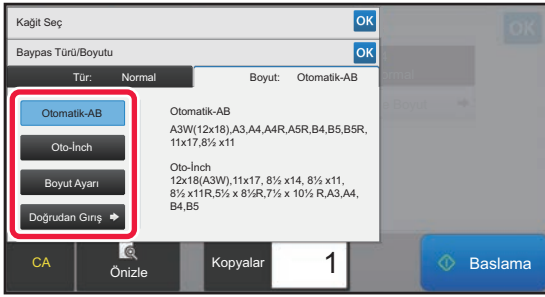 Kağıt Seç
OK
OK
Baypas Türü/Boyutu
OK
Tür: Normal
Boyut: Otomatik-AB
Otomatik-AB
Oto-İnch
Boyut Ayarı
Doğrudan Giriş
Otomatik-AB
A3W(12x18),A3,A4,A4R,A5R,B4,B5,B5R,
11x17,8½ x11
Oto-İnch
12x18(A3W),11x17, 8½ x14, 8½ x11,
8½ x11R,5½ x 8½R,7½ x 10½ R,A3,A4,
B4,B5
CA
Önizle
Kopyalar
1
Baslama